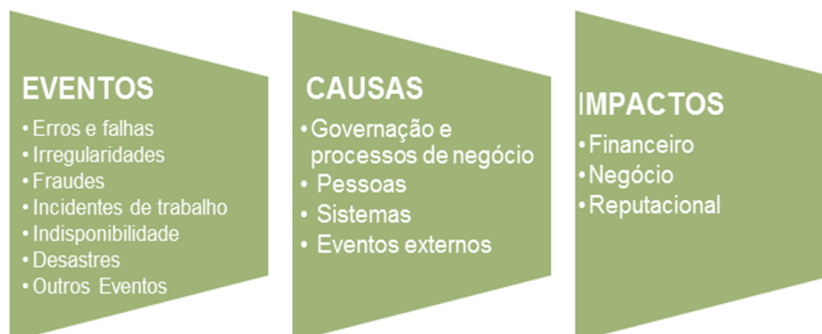 EVENTOS
• Erros e falhas
• Irregularidades
• Fraudes
• Incidentes de trabalho
• Indisponibilidade
• Desastres
• Outros Eventos
CAUSAS
• Governação e
processos de negócio
• Pessoas
• Sistemas
• Eventos externos
IMPACTOS
• Financeiro
• Negócio
• Reputacional